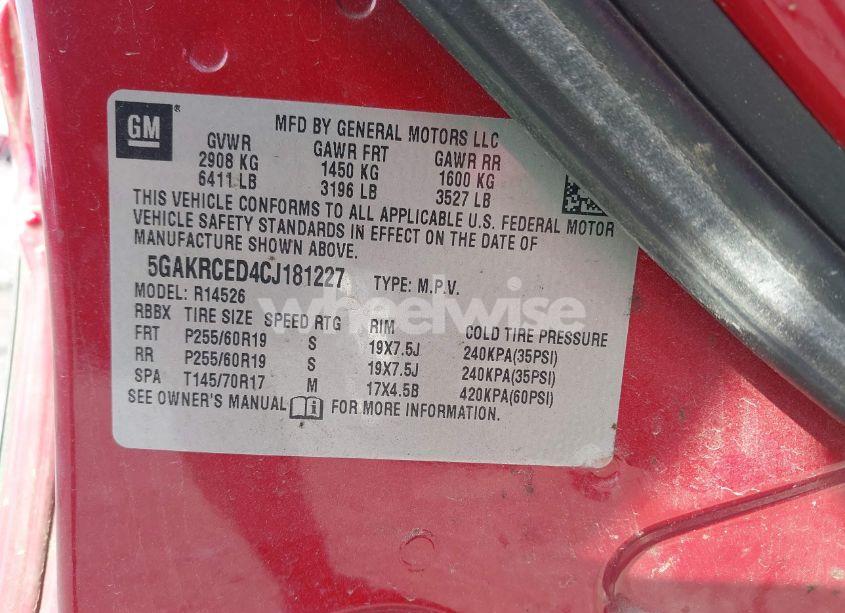 GM®
MFD BY GENERAL MOTORS LLC
GVWR GAWR FRT GAWR RR
2908 KG 1450 KG 1600 KG
6411 LB 3196 LB 3527 LB
THIS VEHICLE CONFORMS TO ALL APPLICABLE U.S. FEDERAL MOTOR
VEHICLE SAFETY STANDARDS IN EFFECT ON THE DATE OF
MANUFACTURE SHOWN ABOVE.
5GAKRCED4CJ181227 TYPE: M.P.V.
MODEL: R14526
wheelwise
RBBX TIRE SIZE SPEED RTG RIM COLD TIRE PRESSURE
FRT P255/60R19 S 19X7.5J 240KPA(35PSI)
RR P255/60R19 S 19X7.5J 240KPA(35PSI)
SPA T145/70R17 M 17X4.5B 420KPA(60PSI)
SEE OWNER'S MANUAL FOR MORE INFORMATION.